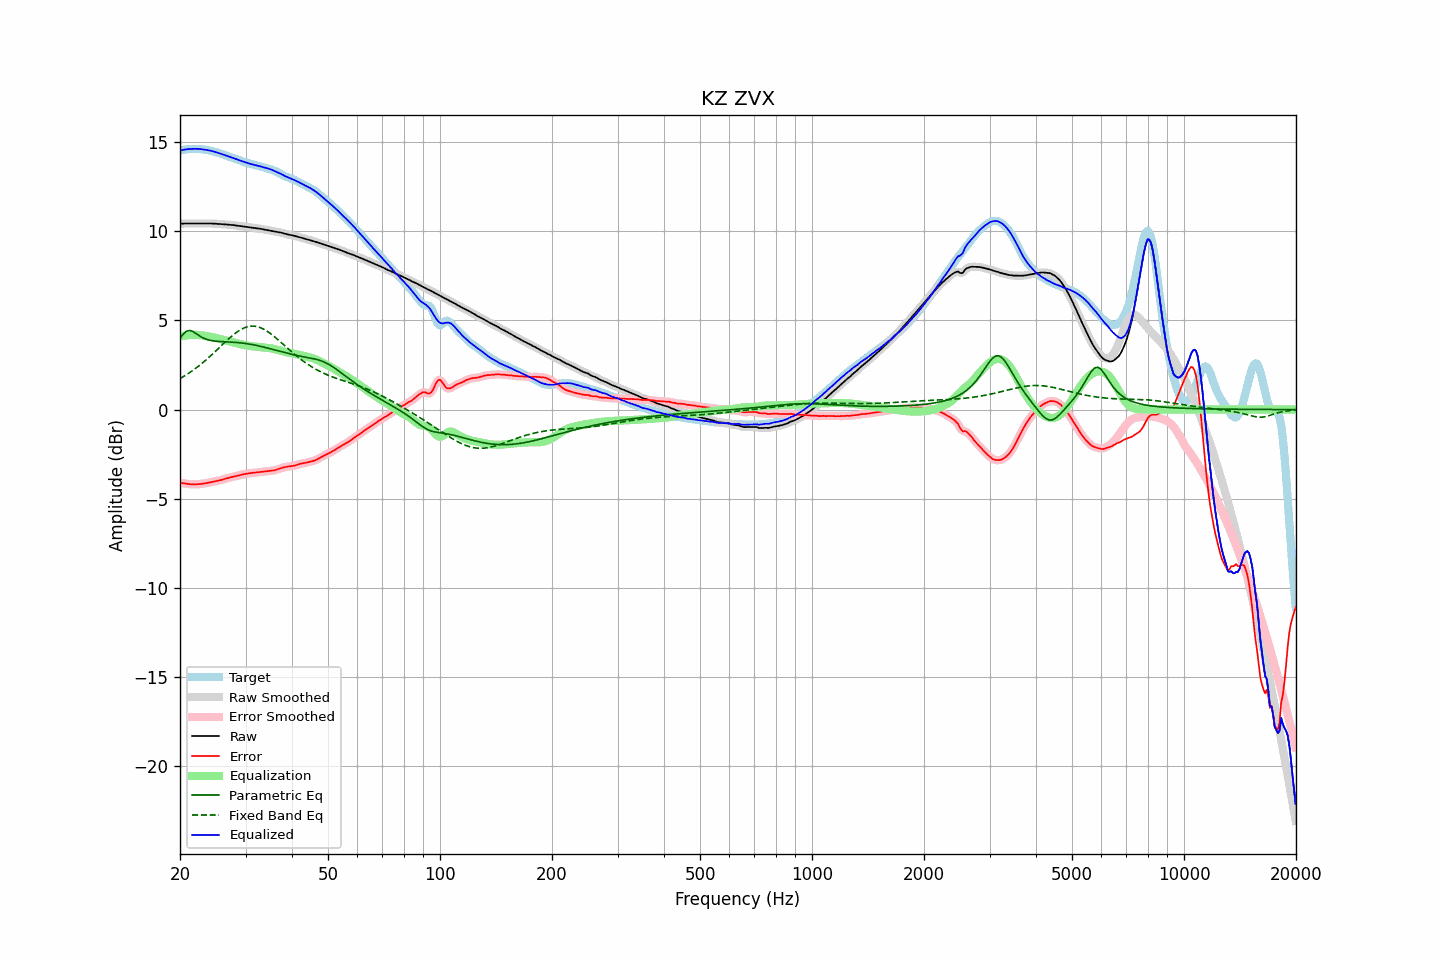 KZ ZVX
Amplitude (dBr)
15
10
5
0
−5
−10
−15
−20
Target
Raw Smoothed
Error Smoothed
Raw
Error
Equalization
Parametric Eq
Fixed Band Eq
Equalized
20 50 100 200 500 1000 2000 5000 10000 20000
Frequency (Hz)